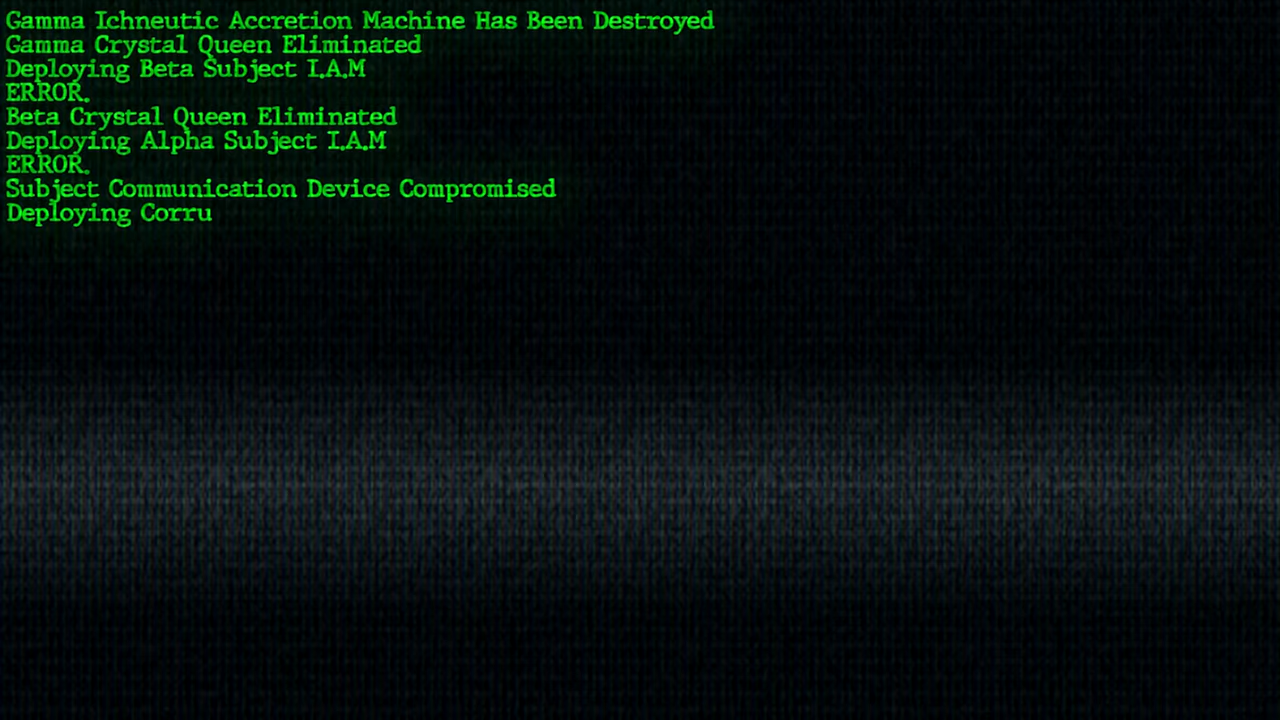 Gamma Ichneutic Accretion Machine Has Been Destroyed
Gamma Crystal Queen Eliminated
Deploying Beta Subject I.A.M
ERROR.
Beta Crystal Queen Eliminated
Deploying Alpha Subject I.A.M
ERROR.
Subject Communication Device Compromised
Deploying Corru